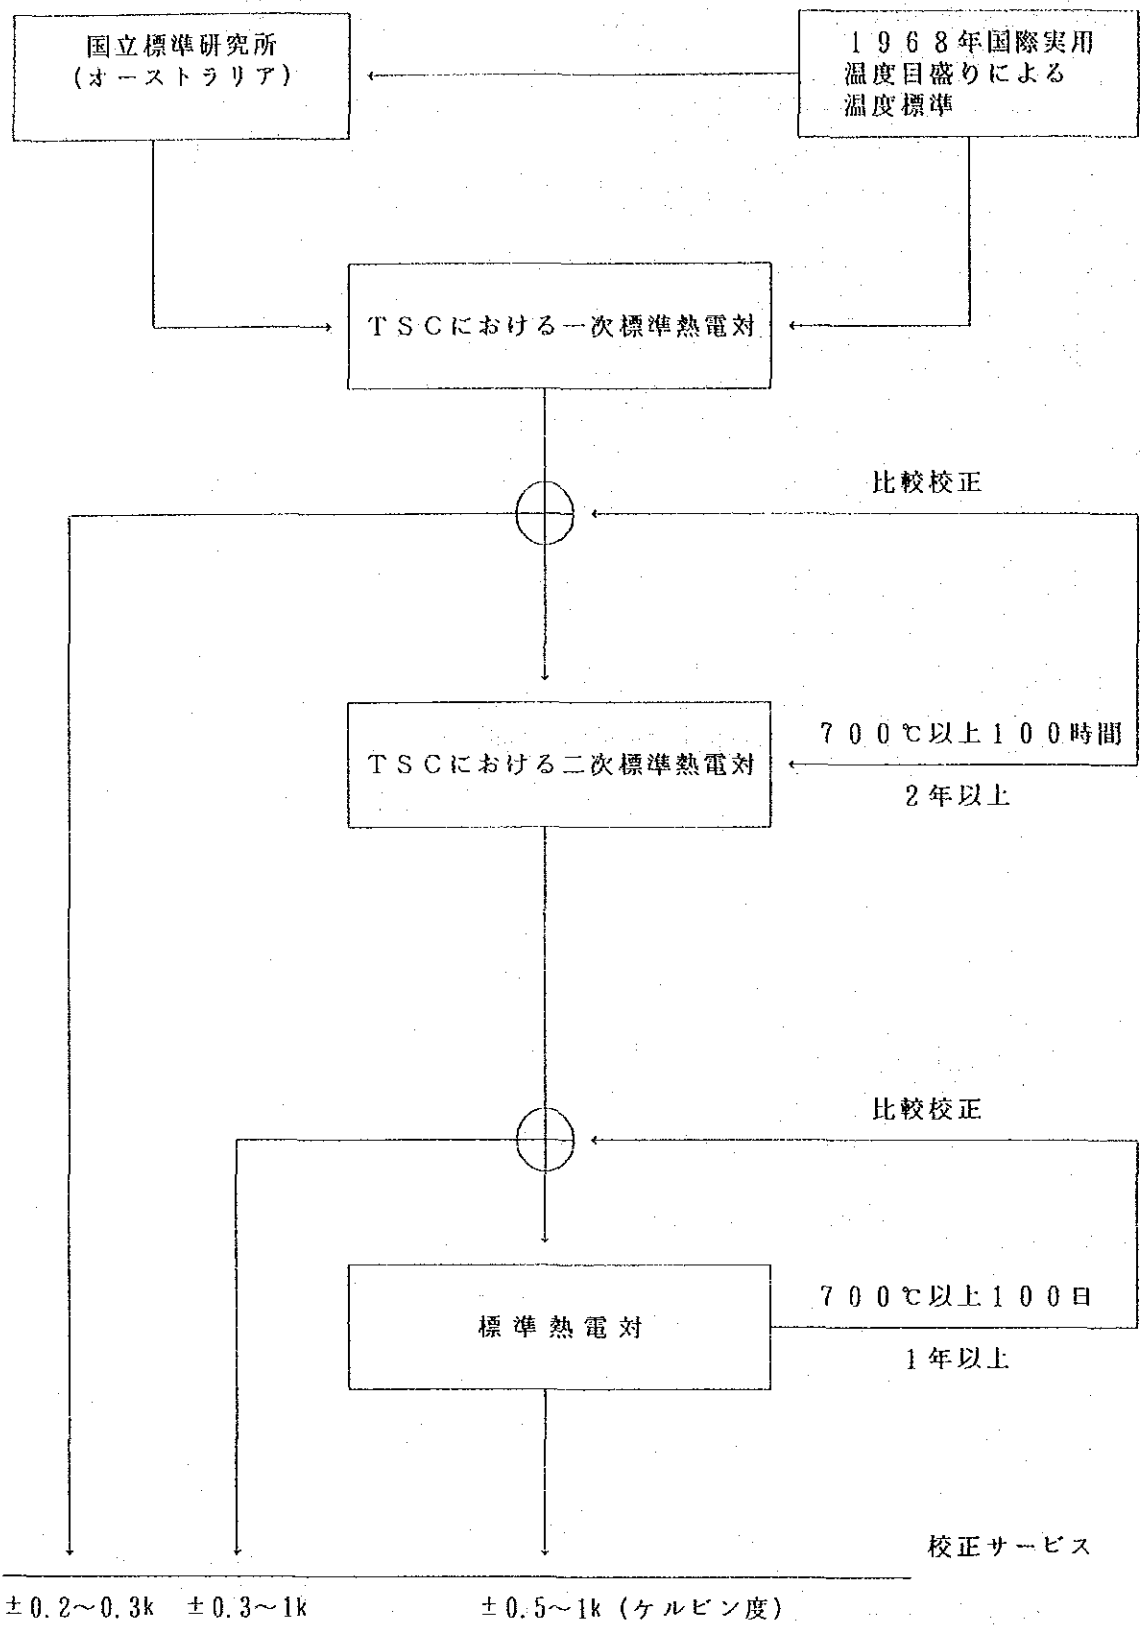 国立標準研究所
(オーストラリア)
1968年国際実用
温度目盛りによる
温度標準
TSCにおける一次標準熱電対
比較校正
700℃以上100時間
TSCにおける二次標準熱電対
2年以上
比較校正
700℃以上100日
標準熱電対
1年以上
校正サービス
±0.2~0.3k ±0.3~1k ±0.5~1k (ケルビン度)